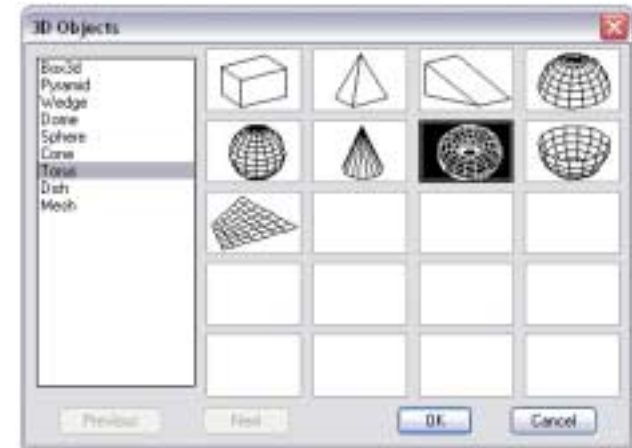 3D Objects
Box3d
Pyramid
Wedge
Dome
Sphere
Cone
Torus
Dish
Mesh
Previous
Next
OK
Cancel